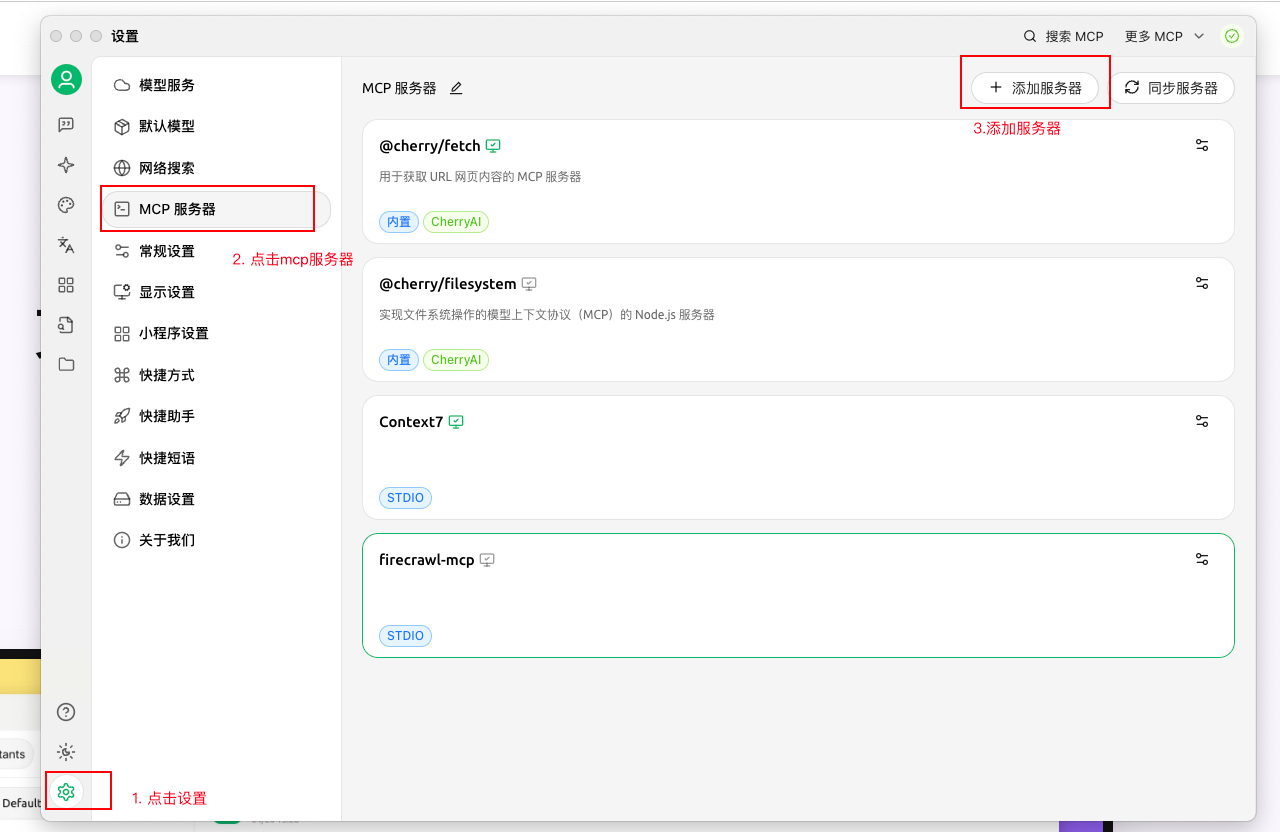 设置
搜索 MCP
更多 MCP
模型服务
默认模型
网络搜索
MCP 服务器
常规设置
显示设置
小程序设置
快捷方式
快捷助手
快捷短语
数据设置
关于我们
2. 点击mcp服务器
1. 点击设置
MCP 服务器
添加服务器
同步服务器
3.添加服务器
@cherry/fetch
用于获取 URL 网页内容的 MCP 服务器
内置 CherryAI
@cherry/filesystem
实现文件系统操作的模型上下文协议（MCP）的 Node.js 服务器
内置 CherryAI
Context7
STDIO
firecrawl-mcp
STDIO
tants
Default